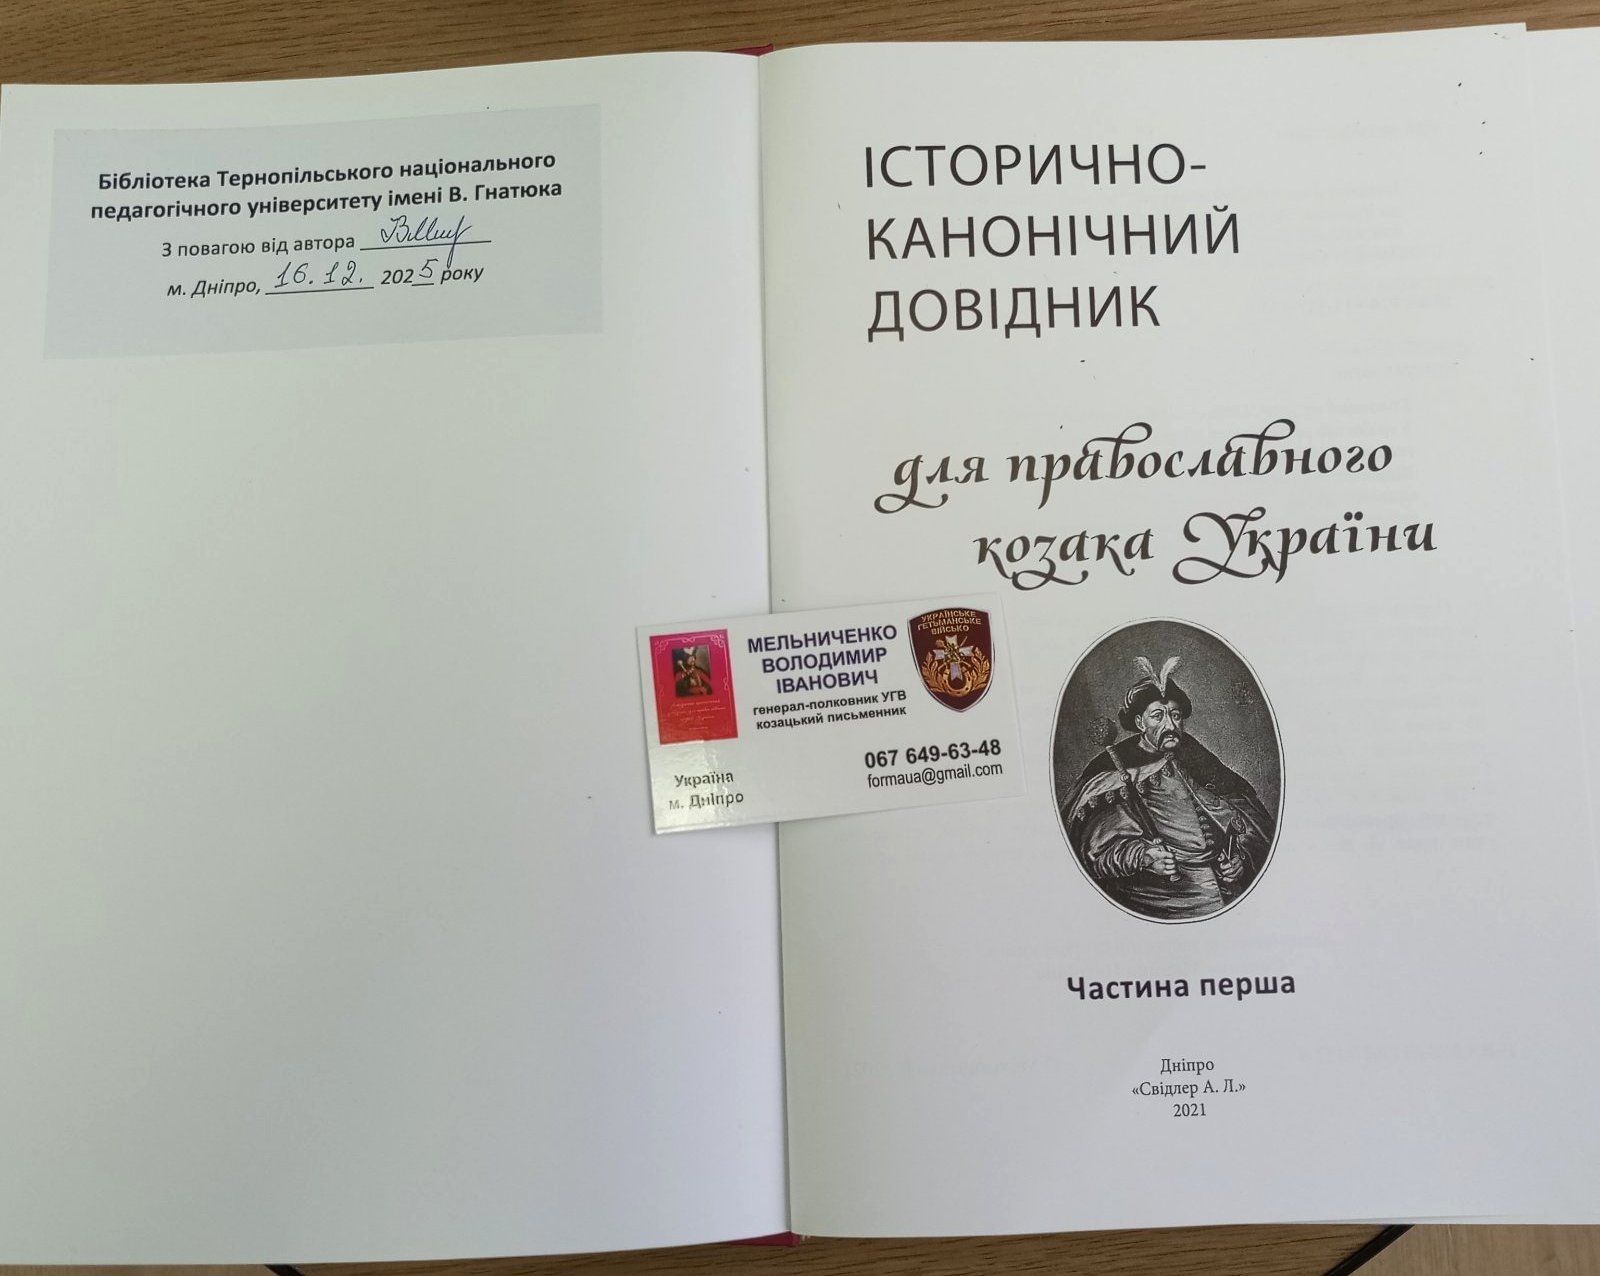 Бібліотека Тернопільського національного
педагогічного університету імені В. Гнатюка
З повагою від автора
м. Дніпро, 16.12. 2025 року
ІСТОРИЧНО-
КАНОНІЧНИЙ
ДОВІДНИК
для православного
козака України
МЕЛЬНИЧЕНКО
ВОЛОДИМИР
ІВАНОВИЧ
генерал-полковник УГВ
козацький письменник
УКРАЇНСЬКЕ
ГЕТЬМАНСЬКЕ
ВІЙСЬКО
067 649-63-48
formaua@gmail.com
Україна
м. Дніпро
Частина перша
Дніпро
«Свідлер А. Л.»
2021